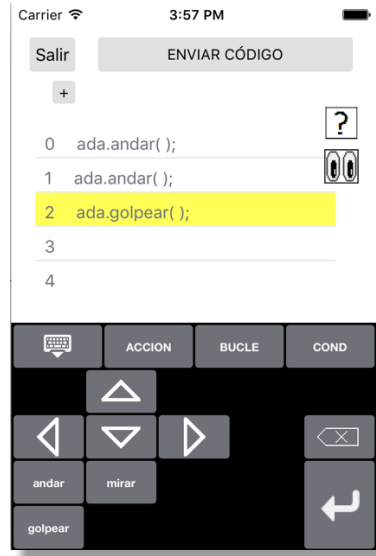 Carrier 3:57 PM
Salir ENVIAR CÓDIGO
+
?
0 ada.andar( );
1 ada.andar( );
2 ada.golpear( );
3
4
ACCION BUCLE COND
andar mirar
golpear